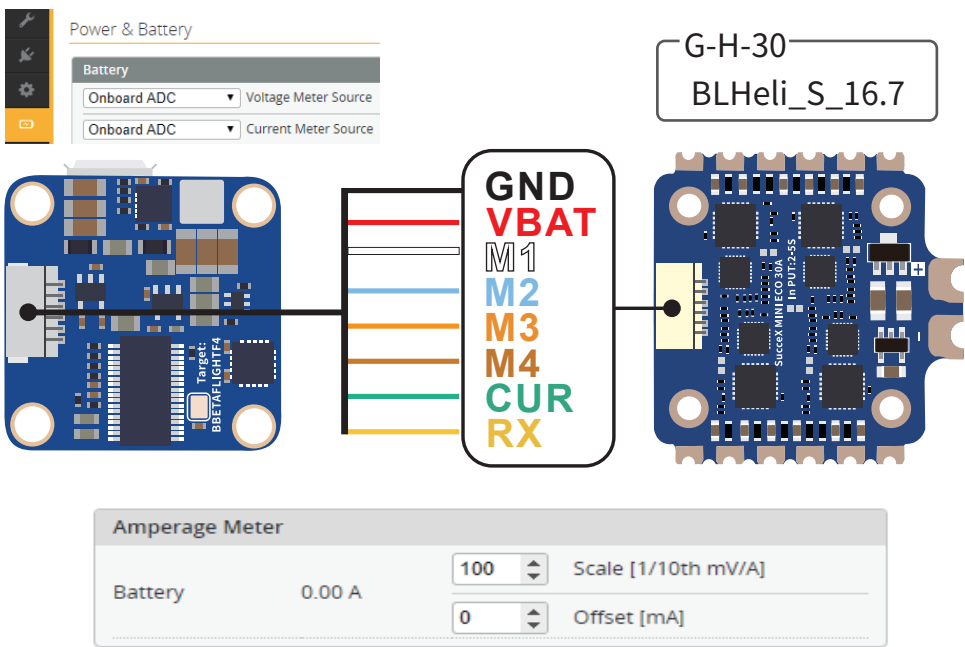 Power & Battery
Battery
Onboard ADC Voltage Meter Source
Onboard ADC Current Meter Source
G-H-30
BLHeli_S_16.7
GND
VBAT
M1
M2
M3
M4
CUR
RX
Target:
BBETAFLIGHTF4
SucceX MINI ECO 30A
InPUT:2-5S
+
-
Amperage Meter
Battery 0.00 A
100 Scale [1/10th mV/A]
0 Offset [mA]